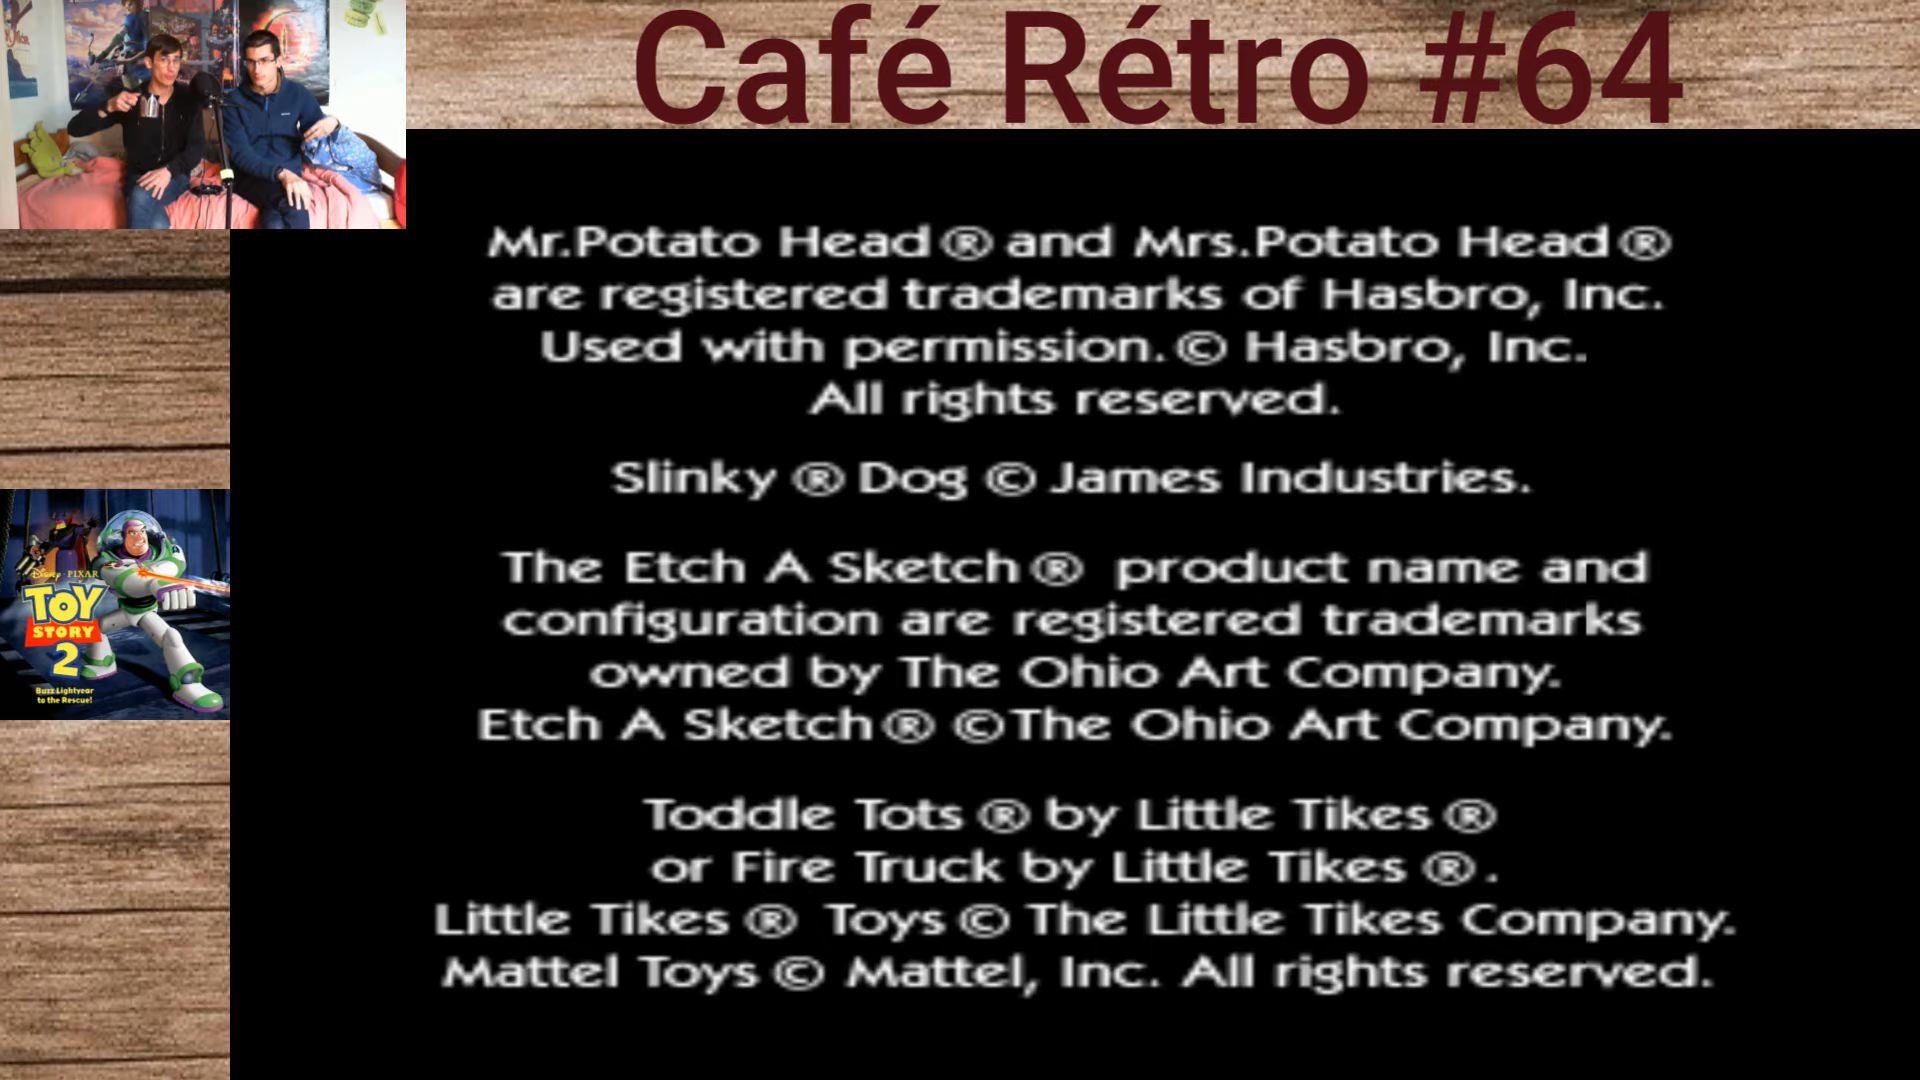 Café Rétro #64
Mr.Potato Head ® and Mrs.Potato Head ®
are registered trademarks of Hasbro, Inc.
Used with permission. © Hasbro, Inc.
All rights reserved.
Slinky ® Dog © James Industries.
The Etch A Sketch ® product name and
configuration are registered trademarks
owned by The Ohio Art Company.
Etch A Sketch ® © The Ohio Art Company.
Toddle Tots ® by Little Tikes ®
or Fire Truck by Little Tikes ® .
Little Tikes ® Toys © The Little Tikes Company.
Mattel Toys © Mattel, Inc. All rights reserved.
Disney · PIXAR
TOY
STORY
2
Buzz Lightyear
to the Rescue!